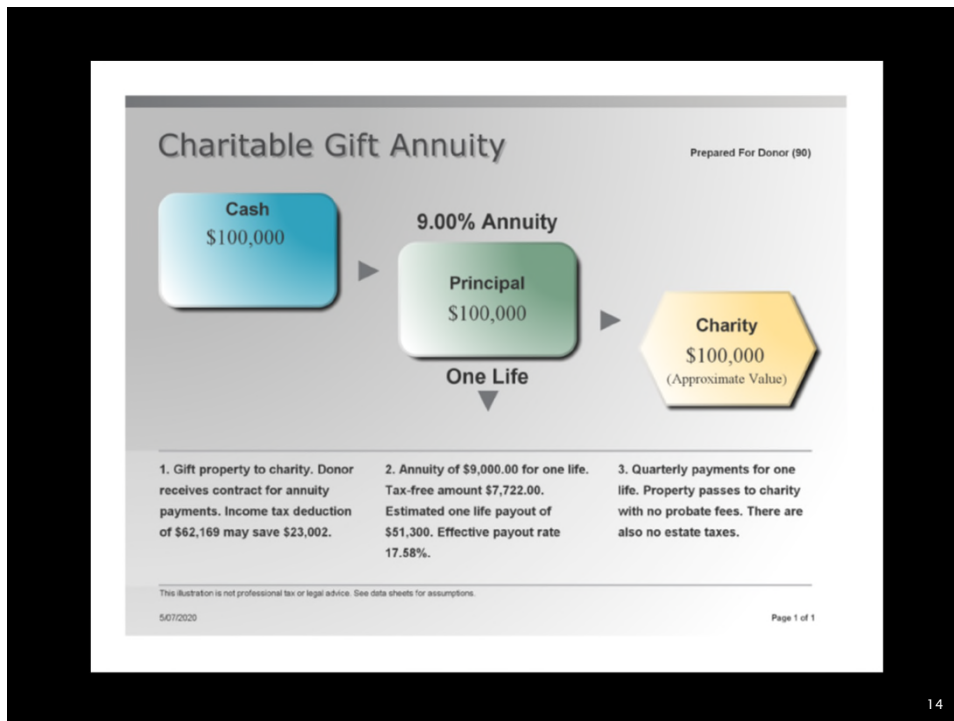 Charitable Gift Annuity
Prepared For Donor (90)
Cash
$100,000
9.00% Annuity
Principal
$100,000
One Life
Charity
$100,000
(Approximate Value)
1. Gift property to charity. Donor
receives contract for annuity
payments. Income tax deduction
of $62,169 may save $23,002.
2. Annuity of $9,000.00 for one life.
Tax-free amount $7,722.00.
Estimated one life payout of
$51,300. Effective payout rate
17.58%.
3. Quarterly payments for one
life. Property passes to charity
with no probate fees. There are
also no estate taxes.
This illustration is not professional tax or legal advice. See data sheets for assumptions.
5/07/2020
Page 1 of 1
14